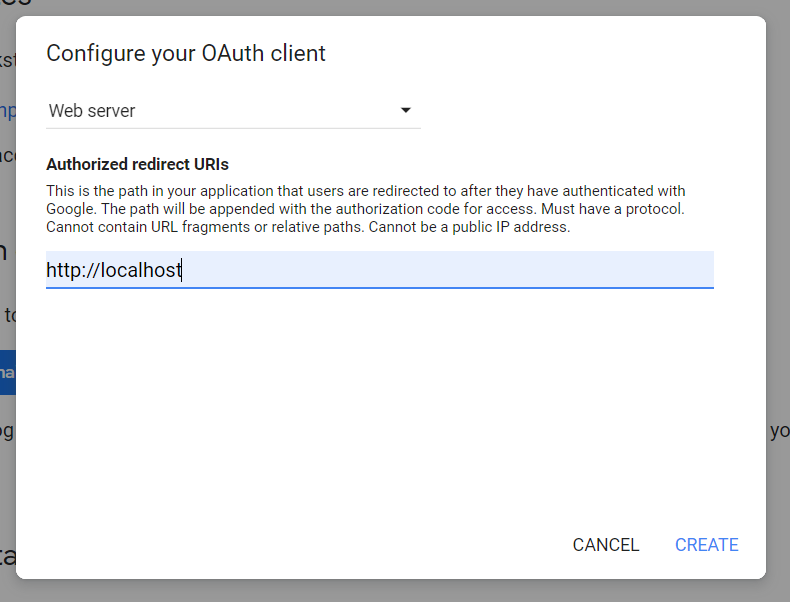 Configure your OAuth client
Web server
Authorized redirect URIs
This is the path in your application that users are redirected to after they have authenticated with
Google. The path will be appended with the authorization code for access. Must have a protocol.
Cannot contain URL fragments or relative paths. Cannot be a public IP address.
http://localhost
to
yo
CANCEL CREATE